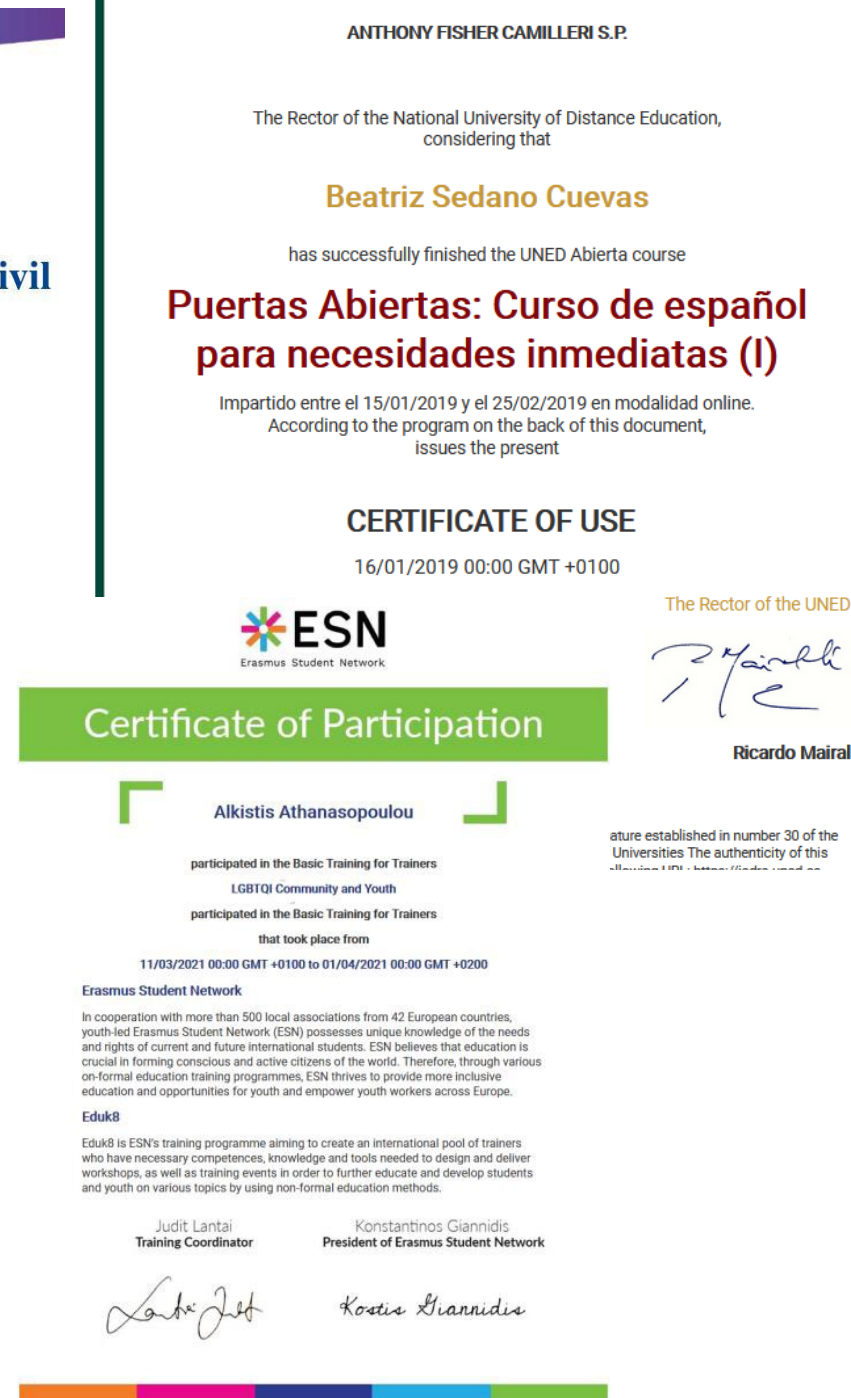 ivil
ANTHONY FISHER CAMILLERI S.P.
The Rector of the National University of Distance Education,
considering that
Beatriz Sedano Cuevas
has successfully finished the UNED Abierta course
Puertas Abiertas: Curso de español
para necesidades inmediatas (I)
Impartido entre el 15/01/2019 y el 25/02/2019 en modalidad online.
According to the program on the back of this document,
issues the present
CERTIFICATE OF USE
16/01/2019 00:00 GMT +0100
The Rector of the UNED
Ricardo Mairal
ature established in number 30 of the
Universities The authenticity of this
ESN
Erasmus Student Network
Certificate of Participation
Alkistis Athanasopoulou
participated in the Basic Training for Trainers
LGBTQI Community and Youth
participated in the Basic Training for Trainers
that took place from
11/03/2021 00:00 GMT +0100 to 01/04/2021 00:00 GMT +0200
Erasmus Student Network
In cooperation with more than 500 local associations from 42 European countries,
youth-led Erasmus Student Network (ESN) possesses unique knowledge of the needs
and rights of current and future international students. ESN believes that education is
crucial in forming conscious and active citizens of the world. Therefore, through various
on-formal education training programmes, ESN thrives to provide more inclusive
education and opportunities for youth and empower youth workers across Europe.
Eduk8
Eduk8 is ESN's training programme aiming to create an international pool of trainers
who have necessary competences, knowledge and tools needed to design and deliver
workshops, as well as training events in order to further educate and develop students
and youth on various topics by using non-formal education methods.
Judit Lantai
Training Coordinator
Konstantinos Giannidis
President of Erasmus Student Network
Kostis Giannidis